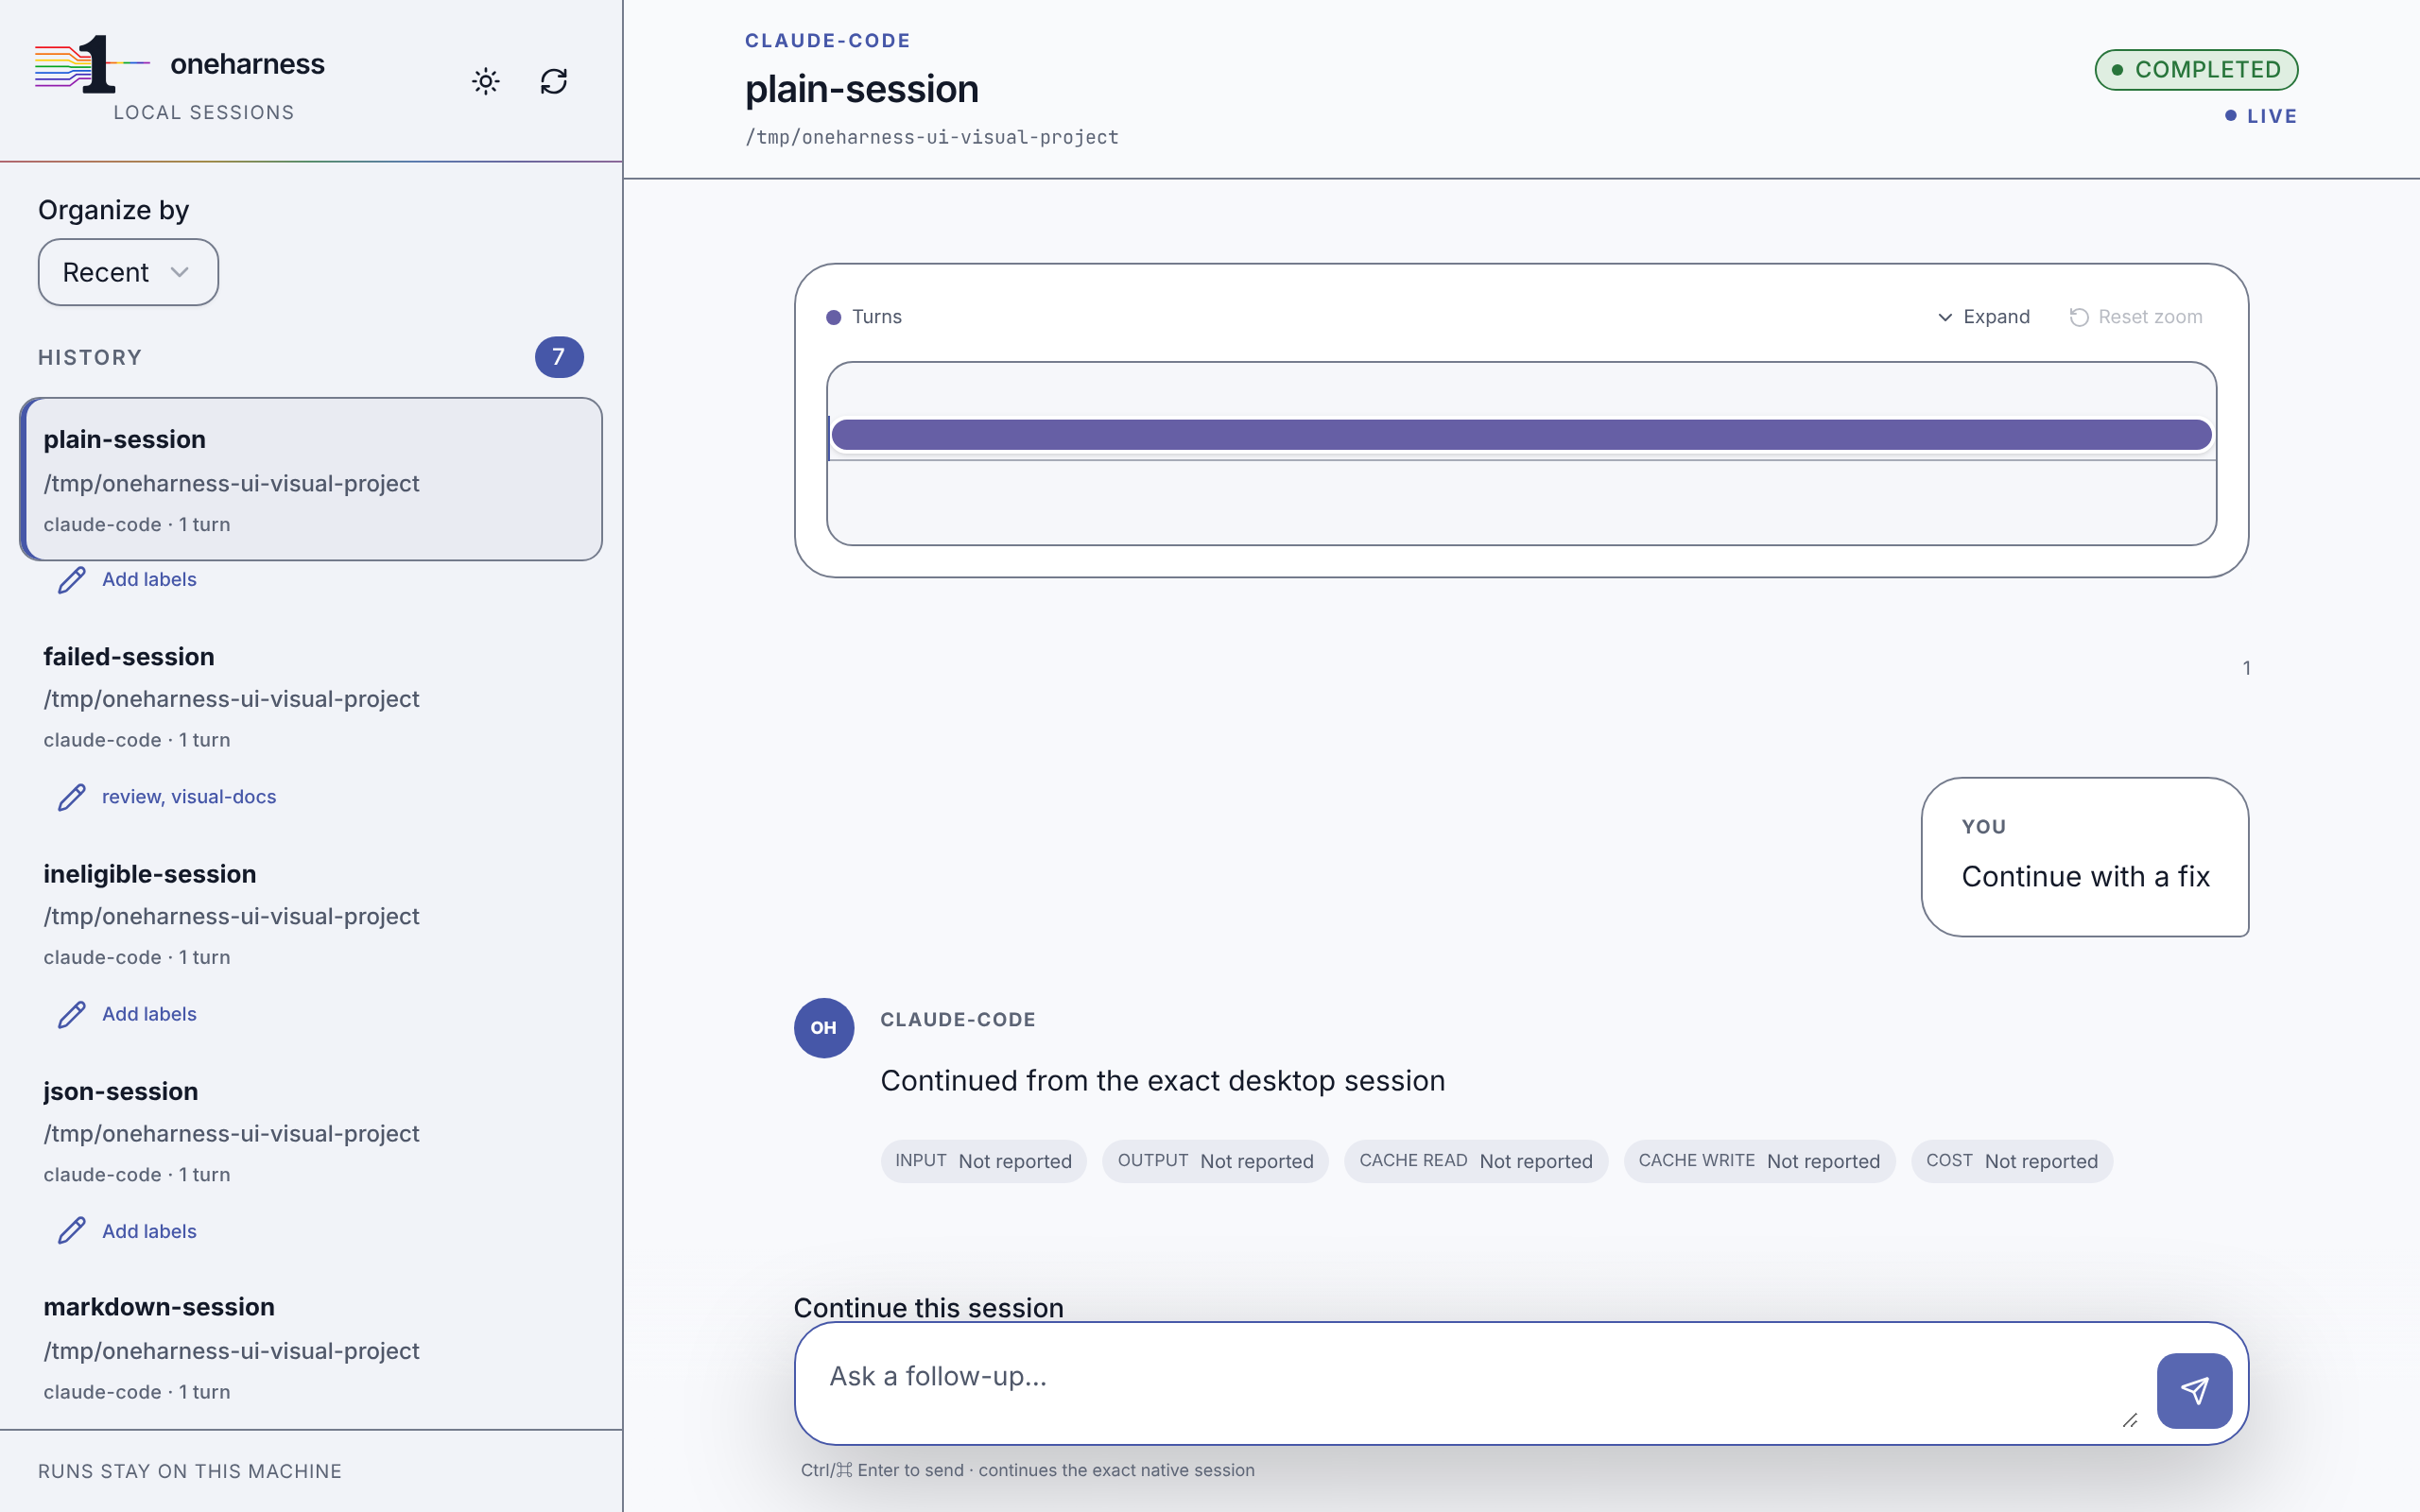 1 oneharness
LOCAL SESSIONS
Organize by
Recent
HISTORY 7
plain-session
/tmp/oneharness-ui-visual-project
claude-code · 1 turn
Add labels
failed-session
/tmp/oneharness-ui-visual-project
claude-code · 1 turn
review, visual-docs
ineligible-session
/tmp/oneharness-ui-visual-project
claude-code · 1 turn
Add labels
json-session
/tmp/oneharness-ui-visual-project
claude-code · 1 turn
Add labels
markdown-session
/tmp/oneharness-ui-visual-project
claude-code · 1 turn
RUNS STAY ON THIS MACHINE
CLAUDE-CODE
plain-session
/tmp/oneharness-ui-visual-project
COMPLETED
LIVE
Turns Expand Reset zoom
1
YOU
Continue with a fix
OH CLAUDE-CODE
Continued from the exact desktop session
INPUT Not reported OUTPUT Not reported CACHE READ Not reported CACHE WRITE Not reported COST Not reported
Continue this session
Ask a follow-up...
Ctrl/⌘ Enter to send · continues the exact native session